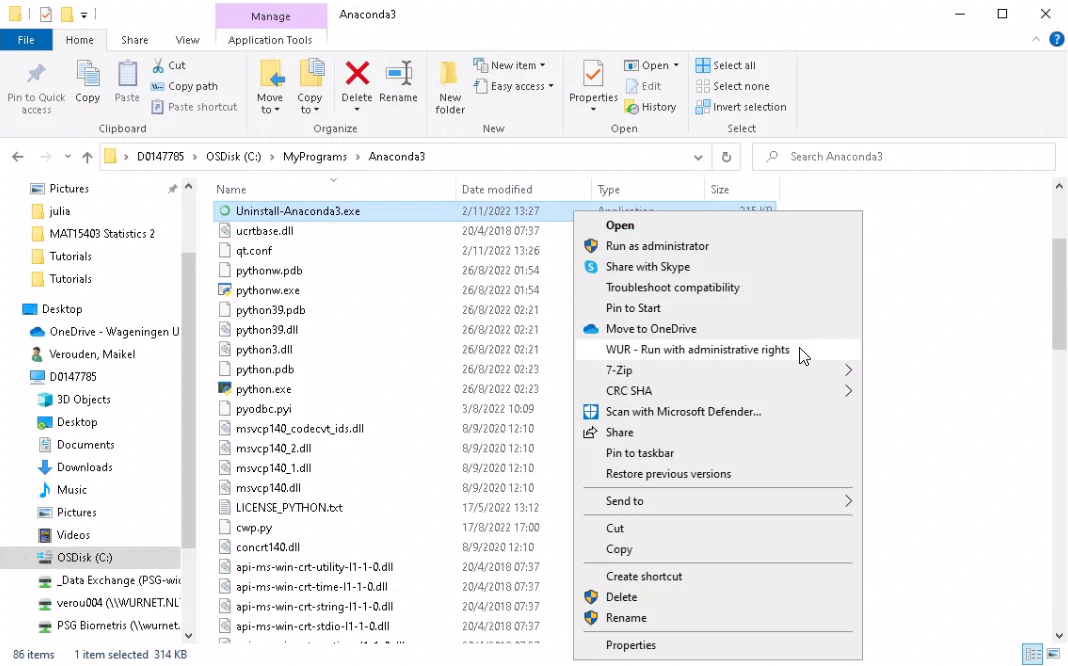 Manage
Anaconda3
File
Home
Share
View
Application Tools
Pin to Quick access
Copy
Paste
Cut
Copy path
Paste shortcut
Clipboard
Move to
Copy to
Delete
Rename
Organize
New folder
New item
Easy access
New
Properties
Open
Edit
History
Open
Select all
Select none
Invert selection
Select
D0147785 > OSDisk (C:) > MyPrograms > Anaconda3
Search Anaconda3
Pictures
julia
MAT15403 Statistics 2
Tutorials
Tutorials
Desktop
OneDrive - Wageningen U
Verouden, Maikel
D0147785
3D Objects
Desktop
Documents
Downloads
Music
Pictures
Videos
OSDisk (C:)
_Data Exchange (PSG-wic
verou004 (\\WURNET.NL
PSG Biometris (\\wurnet.
Name Date modified Type Size
Uninstall-Anaconda3.exe 2/11/2022 13:27 Application 315 KB
ucrtbase.dll 20/4/2018 07:37
qt.conf 2/11/2022 13:26
pythonw.pdb 26/8/2022 01:54
pythonw.exe 26/8/2022 01:54
python39.pdb 26/8/2022 02:21
python39.dll 26/8/2022 02:21
python3.dll 26/8/2022 02:21
python.pdb 26/8/2022 02:23
python.exe 26/8/2022 02:23
pyodbc.pyi 3/8/2022 10:09
msvcp140_codecvt_ids.dll 8/9/2020 12:10
msvcp140_2.dll 8/9/2020 12:10
msvcp140_1.dll 8/9/2020 12:10
msvcp140.dll 8/9/2020 12:10
LICENSE_PYTHON.txt 17/5/2022 13:12
cwp.py 17/8/2022 17:00
concrt140.dll 8/9/2020 12:10
api-ms-win-crt-utility-l1-1-0.dll 20/4/2018 07:37
api-ms-win-crt-time-l1-1-0.dll 20/4/2018 07:37
api-ms-win-crt-string-l1-1-0.dll 20/4/2018 07:37
api-ms-win-crt-stdio-l1-1-0.dll 20/4/2018 07:37
Open
Run as administrator
Share with Skype
Troubleshoot compatibility
Pin to Start
Move to OneDrive
WUR - Run with administrative rights
7-Zip
CRC SHA
Scan with Microsoft Defender...
Share
Pin to taskbar
Restore previous versions
Send to
Cut
Copy
Create shortcut
Delete
Rename
Properties
86 items 1 item selected 314 KB